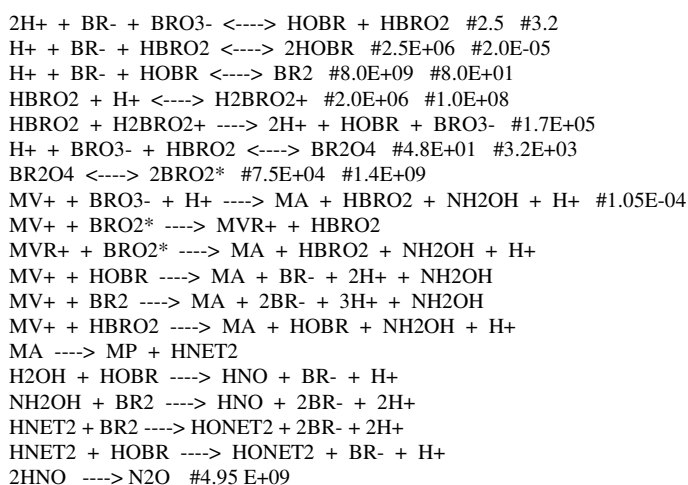 2H+ + BR- + BRO3- <----> HOBR + HBRO2 #2.5 #3.2
H+ + BR- + HBRO2 <----> 2HOBR #2.5E+06 #2.0E-05
H+ + BR- + HOBR <----> BR2 #8.0E+09 #8.0E+01
HBRO2 + H+ <----> H2BRO2+ #2.0E+06 #1.0E+08
HBRO2 + H2BRO2+ ----> 2H+ + HOBR + BRO3- #1.7E+05
H+ + BRO3- + HBRO2 <----> BR2O4 #4.8E+01 #3.2E+03
BR2O4 <----> 2BRO2* #7.5E+04 #1.4E+09
MV+ + BRO3- + H+ ----> MA + HBRO2 + NH2OH + H+ #1.05E-04
MV+ + BRO2* ----> MVR+ + HBRO2
MVR+ + BRO2* ----> MA + HBRO2 + NH2OH + H+
MV+ + HOBR ----> MA + BR- + 2H+ + NH2OH
MV+ + BR2 ----> MA + 2BR- + 3H+ + NH2OH
MV+ + HBRO2 ----> MA + HOBR + NH2OH + H+
MA ----> MP + HNET2
H2OH + HOBR ----> HNO + BR- + H+
NH2OH + BR2 ----> HNO + 2BR- + 2H+
HNET2 + BR2 ----> HONET2 + 2BR- + 2H+
HNET2 + HOBR ----> HONET2 + BR- + H+
2HNO ----> N2O #4.95 E+09